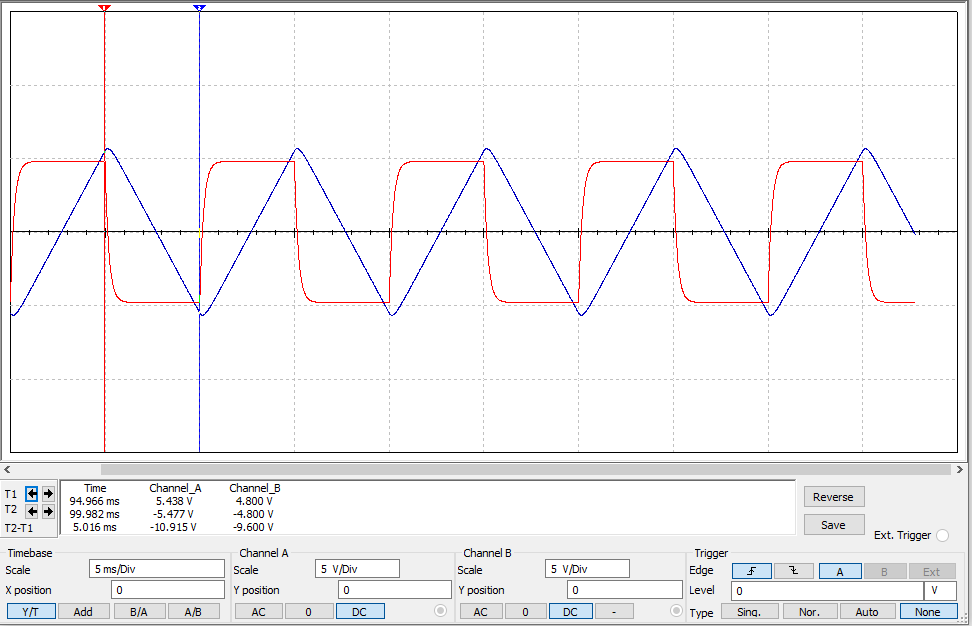 1 2
T1
T2
T2-T1
Time Channel_A Channel_B
94.966 ms 5.438 V 4.800 V
99.982 ms -5.477 V -4.800 V
5.016 ms -10.915 V -9.600 V
Reverse
Save
Ext. Trigger
Timebase
Scale 5 ms/Div
X position 0
Y/T Add B/A A/B
Channel A
Scale 5 V/Div
Y position 0
AC 0 DC
Channel B
Scale 5 V/Div
Y position 0
AC 0 DC -
Trigger
Edge A B Ext
Level 0 V
Type Sing. Nor. Auto None